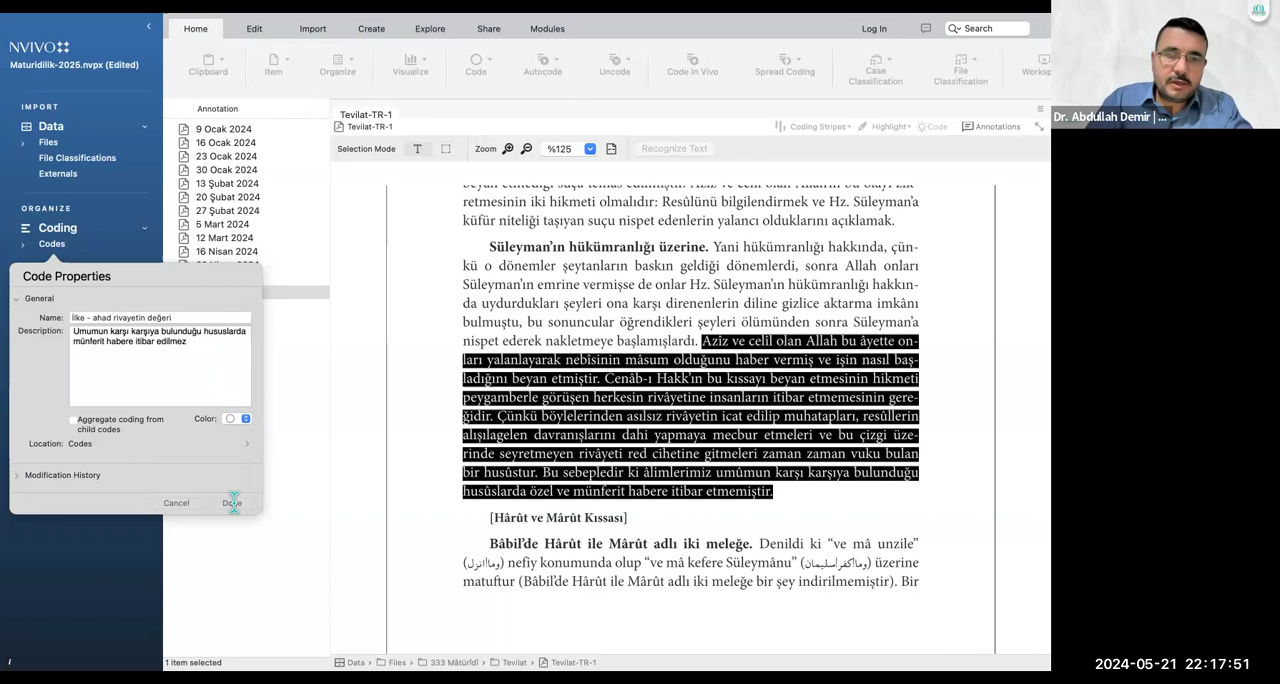 NVIVO
Maturidilik-2025.nvpx (Edited)
IMPORT
Data
Files
File Classifications
Externals
ORGANIZE
Coding
Codes
Home Edit Import Create Explore Share Modules Log In Search
Clipboard Item Organize Visualize Code Autocode Uncode Code In Vivo Spread Coding Case Classification File Classification Worksp
Annotation
9 Ocak 2024
16 Ocak 2024
23 Ocak 2024
30 Ocak 2024
13 Şubat 2024
20 Şubat 2024
27 Şubat 2024
5 Mart 2024
12 Mart 2024
16 Nisan 2024
Code Properties
General
Name: İlke - ahad rivayetin değeri
Description: Umumun karşı karşıya bulunduğu hususlarda
münferit habere itibar edilmez
Aggregate coding from
child codes
Color:
Location: Codes
Modification History
Cancel Done
1 item selected
Tevilat-TR-1
Tevilat-TR-1 Coding Stripes Highlight Code Annotations
Selection Mode T Zoom %125 Recognize Text
retmesinin iki hikmeti olmalıdır: Resûlünü bilgilendirmek ve Hz. Süleyman’a
küfür niteliği taşıyan suçu nispet edenlerin yalancı olduklarını açıklamak.
Süleyman’ın hükümranlığı üzerine. Yani hükümranlığı hakkında, çün-
kü o dönemler şeytanların baskın geldiği dönemlerdi, sonra Allah onları
Süleyman’ın emrine vermişse de onlar Hz. Süleyman’ın hükümranlığı hakkın-
da uydurdukları şeyleri ona karşı direnenlerin diline gizlice aktarma imkânı
bulmuştu, bu sonuncular öğrendikleri şeyleri ölümünden sonra Süleyman’a
nispet ederek nakletmeye başlamışlardı. Azîz ve celîl olan Allah bu âyette on-
ları yalanlayarak nebîsinin mâsum olduğunu haber vermiş ve işin nasıl baş-
ladığını beyan etmiştir. Cenâb-ı Hakk’ın bu kıssayı beyan etmesinin hikmeti
peygamberle görüşen herkesin rivâyetine insanların itibar etmemesinin gere-
ğidir. Çünkü böylelerinden asılsız rivâyetin icat edilip muhatapları, resûllerin
alışılagelen davranışlarını dahi yapmaya mecbur etmeleri ve bu çizgi üze-
rinde seyretmeyen rivâyeti red cihetine gitmeleri zaman zaman vuku bulan
bir husûstur. Bu sebepledir ki âlimlerimiz umûmun karşı karşıya bulunduğu
husûslarda özel ve münferit habere itibar etmemiştir.
[Hârût ve Mârût Kıssası]
Bâbil’de Hârût ile Mârût adlı iki meleğe. Denildi ki “ve mâ unzile”
(وما انزل) nefiy konumunda olup “ve mâ kefere Süleymânu” (وما كفر سليمان) üzerine
matuftur (Bâbil’de Hârût ile Mârût adlı iki meleğe bir şey indirilmemiştir). Bir
Data Files 333 Mâtürîdî Tevilat Tevilat-TR-1
Dr. Abdullah Demir | ...
2024-05-21 22:17:51